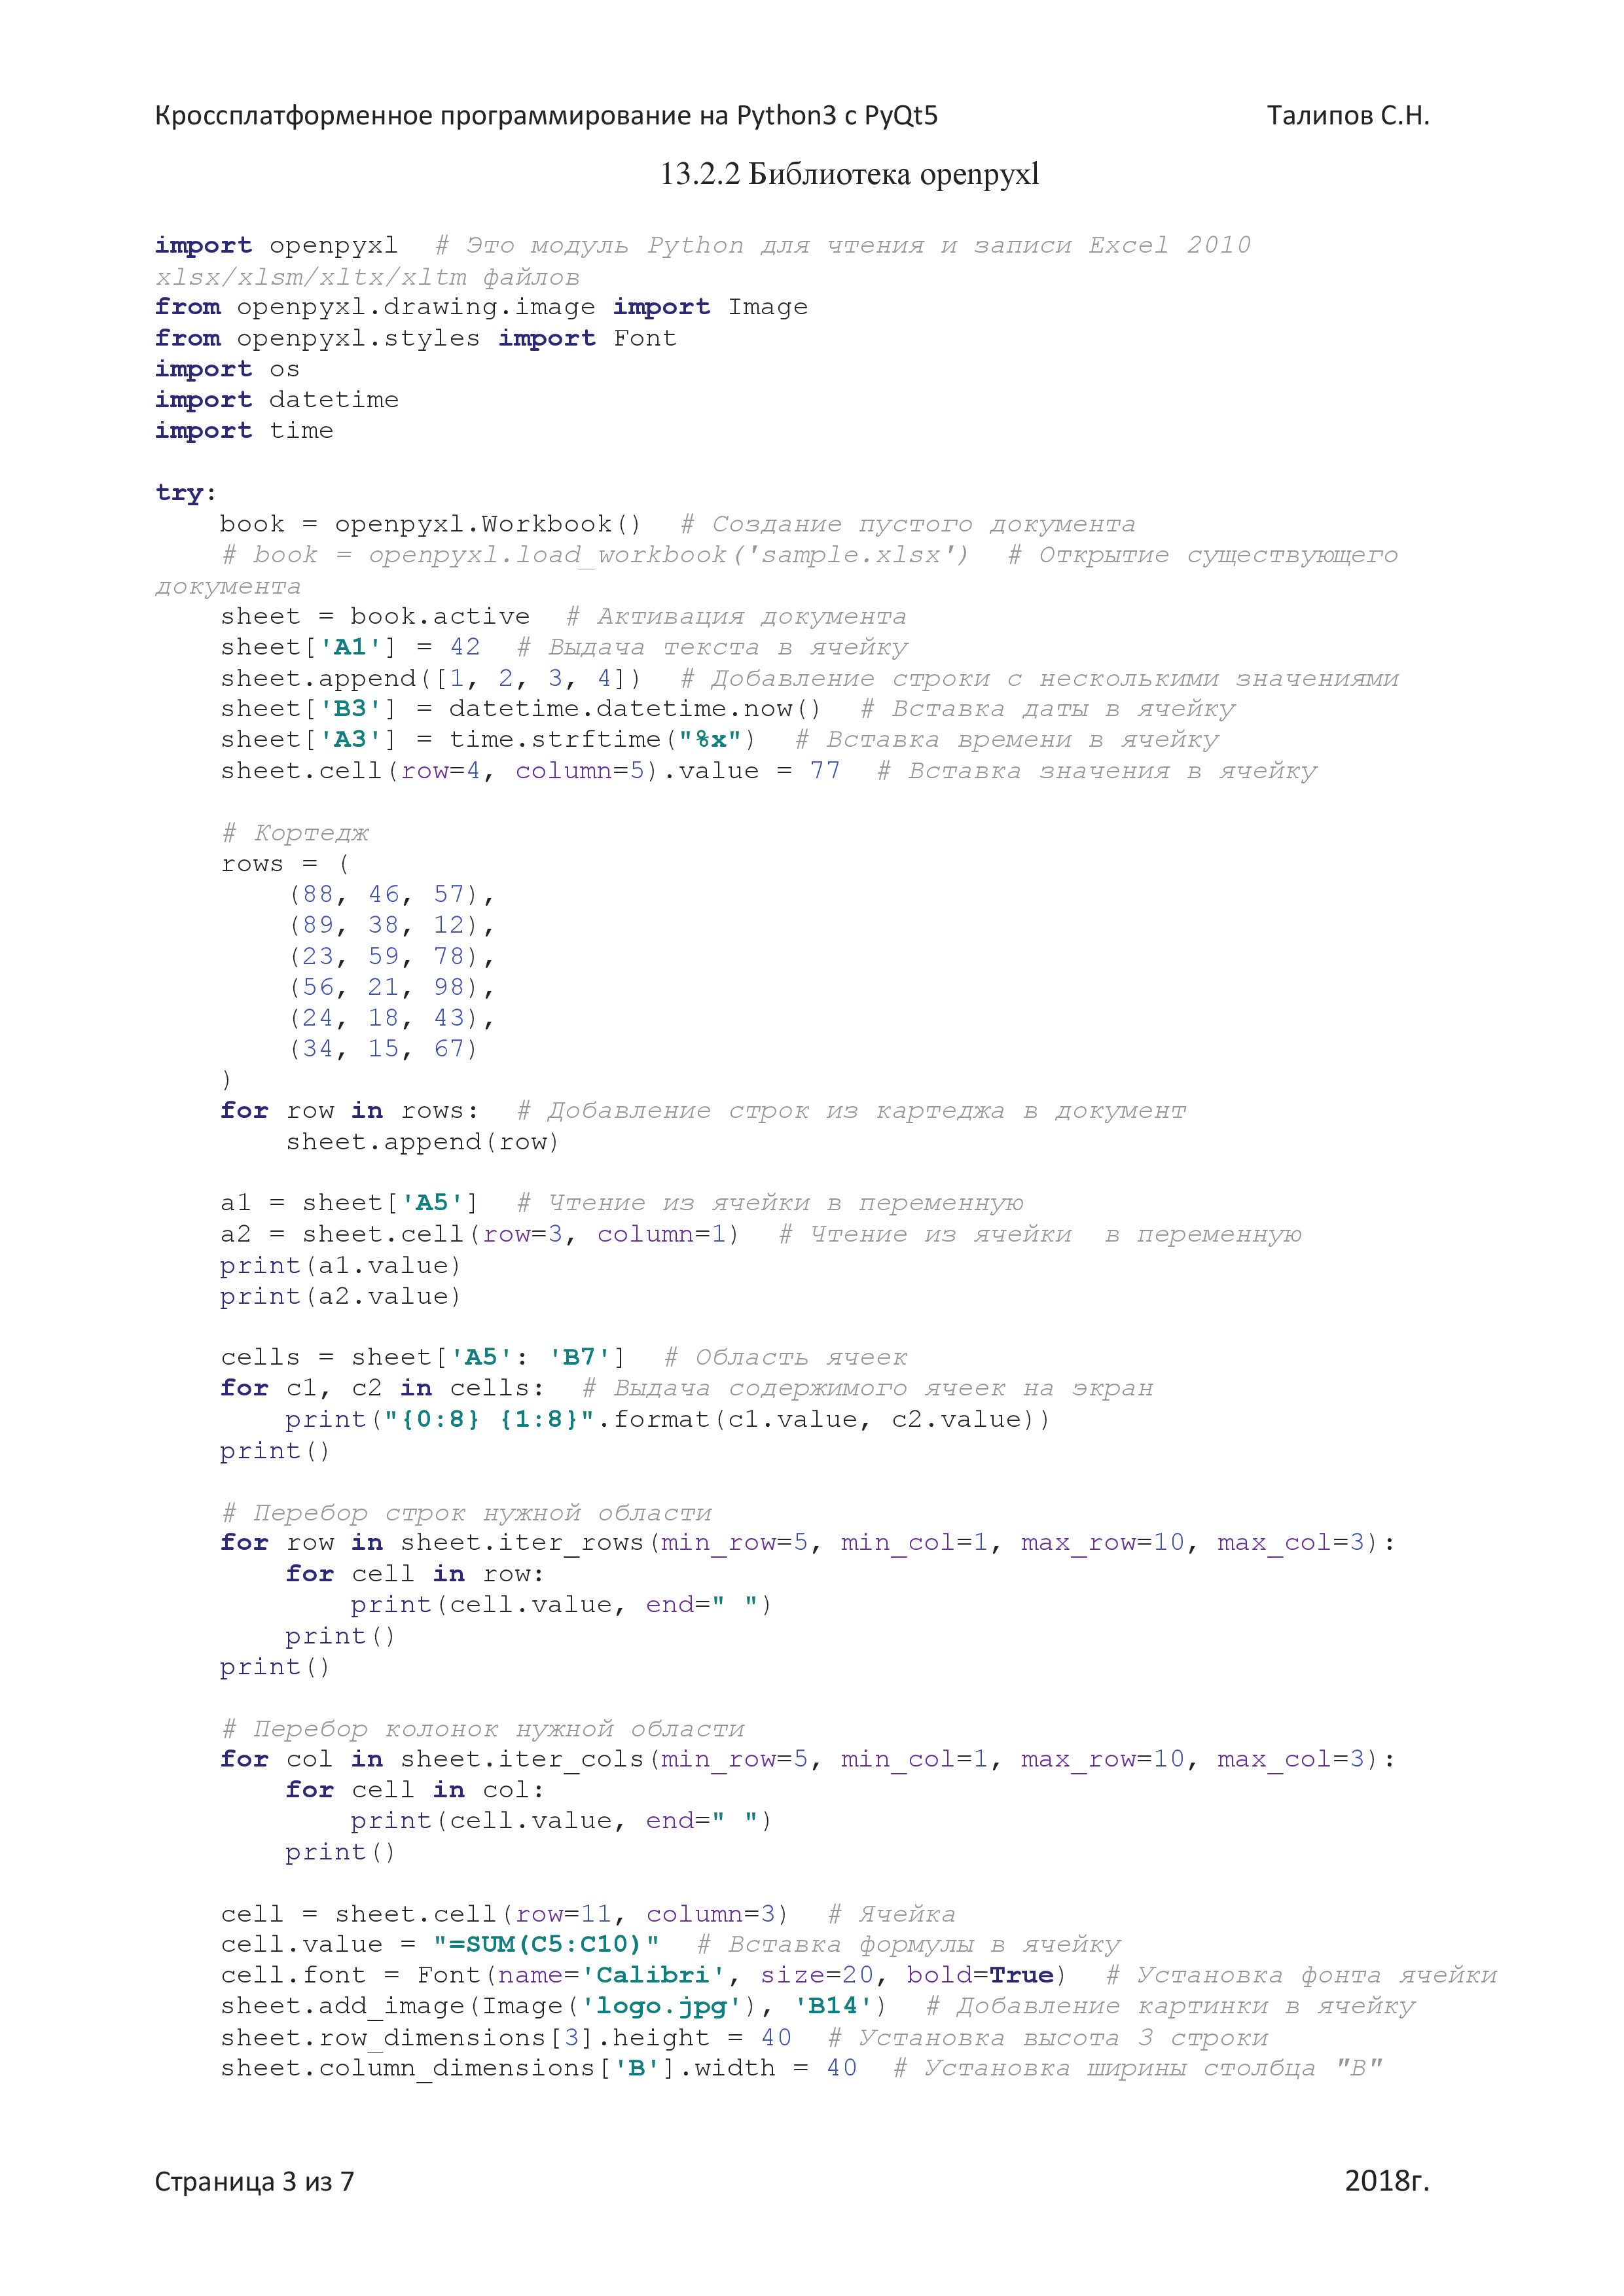 Кроссплатформенное программирование на Python3 с PyQt5 Талипов С.Н.
13.2.2 Библиотека openpyxl
import openpyxl  # Это модуль Python для чтения и записи Excel 2010
xlsx/xlsm/xltx/xltm файлов
from openpyxl.drawing.image import Image
from openpyxl.styles import Font
import os
import datetime
import time

try:
    book = openpyxl.Workbook()  # Создание пустого документа
    # book = openpyxl.load_workbook('sample.xlsx')  # Открытие существующего
документа
    sheet = book.active  # Активация документа
    sheet['A1'] = 42  # Выдача текста в ячейку
    sheet.append([1, 2, 3, 4])  # Добавление строки с несколькими значениями
    sheet['B3'] = datetime.datetime.now()  # Вставка даты в ячейку
    sheet['A3'] = time.strftime("%x")  # Вставка времени в ячейку
    sheet.cell(row=4, column=5).value = 77  # Вставка значения в ячейку

    # Кортедж
    rows = (
        (88, 46, 57),
        (89, 38, 12),
        (23, 59, 78),
        (56, 21, 98),
        (24, 18, 43),
        (34, 15, 67)
    )
    for row in rows:  # Добавление строк из картеджа в документ
        sheet.append(row)

    a1 = sheet['A5']  # Чтение из ячейки в переменную
    a2 = sheet.cell(row=3, column=1)  # Чтение из ячейки  в переменную
    print(a1.value)
    print(a2.value)

    cells = sheet['A5': 'B7']  # Область ячеек
    for c1, c2 in cells:  # Выдача содержимого ячеек на экран
        print("{0:8} {1:8}".format(c1.value, c2.value))
    print()

    # Перебор строк нужной области
    for row in sheet.iter_rows(min_row=5, min_col=1, max_row=10, max_col=3):
        for cell in row:
            print(cell.value, end=" ")
        print()
    print()

    # Перебор колонок нужной области
    for col in sheet.iter_cols(min_row=5, min_col=1, max_row=10, max_col=3):
        for cell in col:
            print(cell.value, end=" ")
        print()

    cell = sheet.cell(row=11, column=3)  # Ячейка
    cell.value = "=SUM(C5:C10)"  # Вставка формулы в ячейку
    cell.font = Font(name='Calibri', size=20, bold=True)  # Установка фонта ячейки
    sheet.add_image(Image('logo.jpg'), 'B14')  # Добавление картинки в ячейку
    sheet.row_dimensions[3].height = 40  # Установка высота 3 строки
    sheet.column_dimensions['B'].width = 40  # Установка ширины столбца "B"
Страница 3 из 7 2018г.